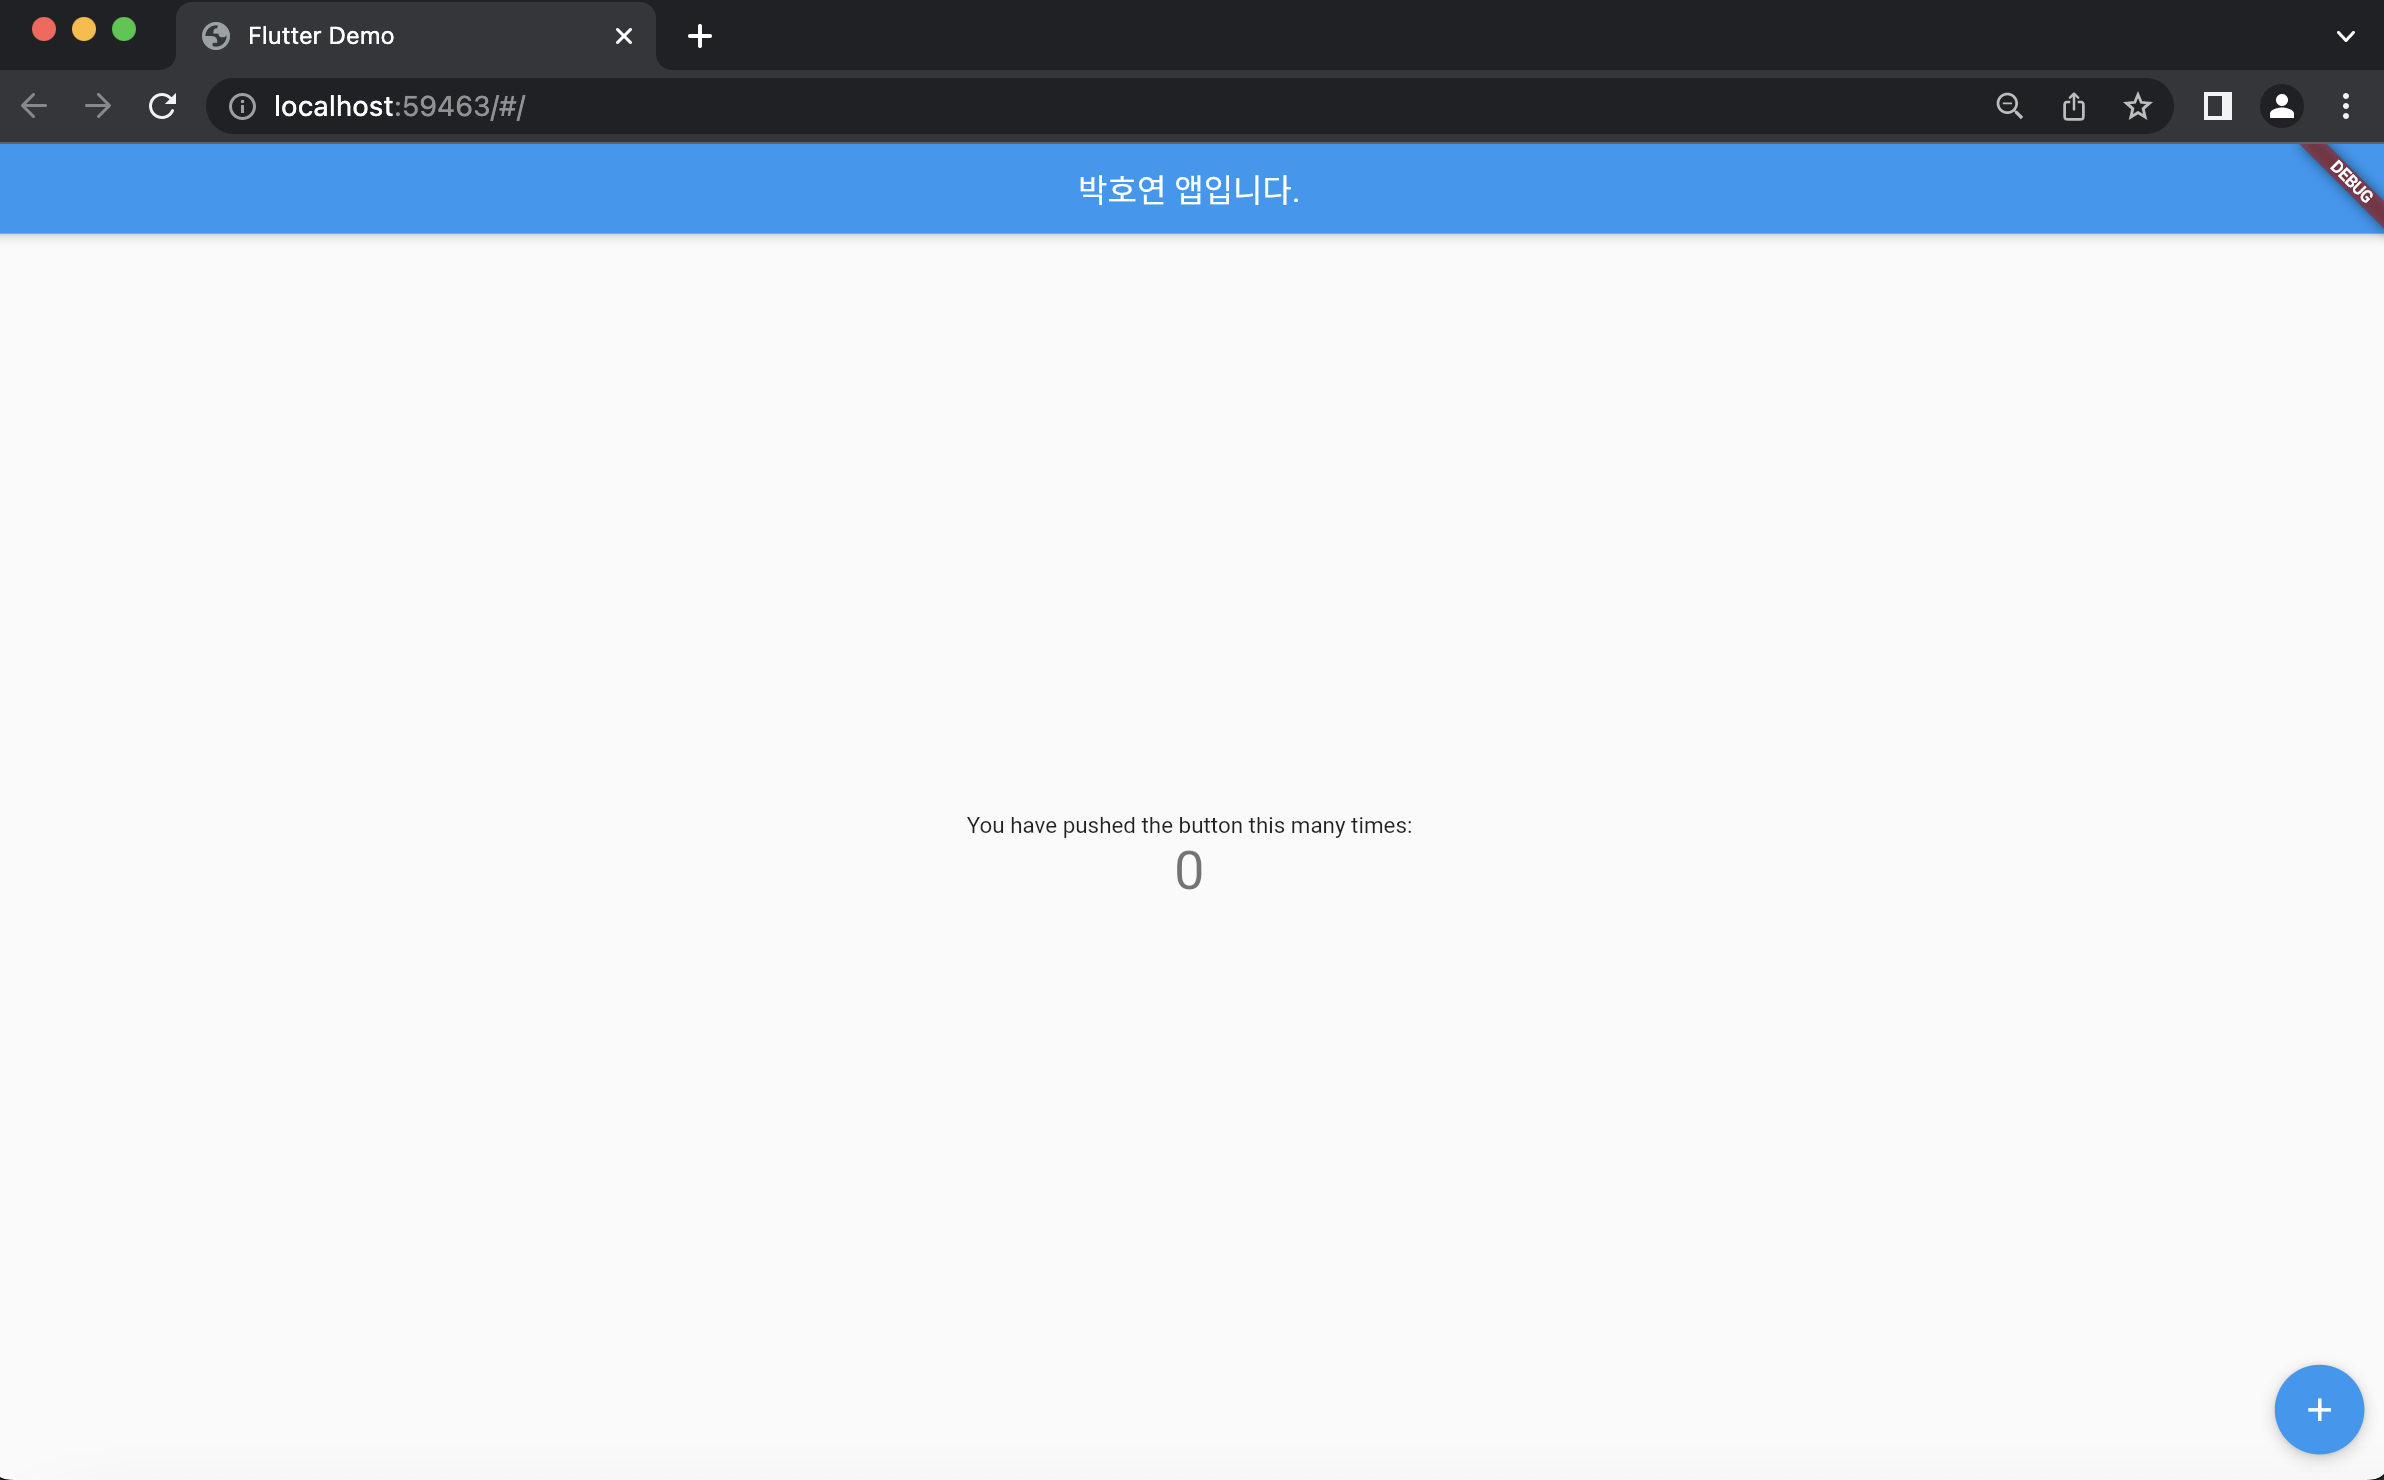 Flutter Demo
localhost:59463/#/
박호연 앱입니다.
DEBUG
You have pushed the button this many times:
0